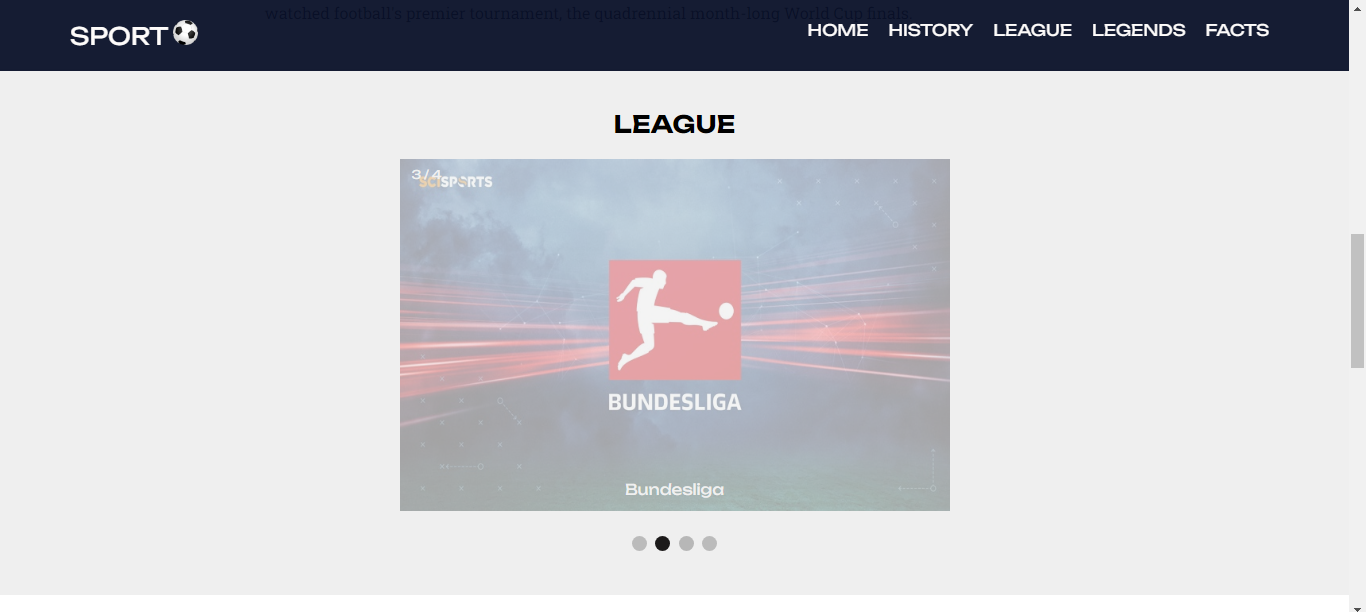 watched football's premier tournament, the quadrennial month-long World Cup finals
SPORT
HOME HISTORY LEAGUE LEGENDS FACTS
LEAGUE
3 / 4
SCISPORTS
BUNDESLIGA
Bundesliga